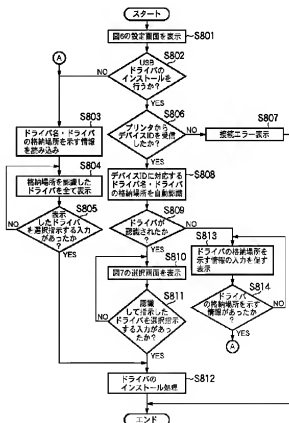 スタート
S801
図6の設定画面を表示
S802
USB
ドライバの
インストールを
行うか?
NO
YES
A
S803
ドライバ名・ドライバ
の格納場所を示す情報
を読み込み
S804
格納場所を認識した
ドライバを全て表示
S805
表示
したドライバ
を選択指示する入力
があったか?
NO
YES
S806
プリンタから
デバイスIDを受信
したか?
NO
YES
S807
接続エラー表示
S808
デバイスIDに対応する
ドライバ名・ドライバ
の格納場所を自動認識
S809
ドライバが
認識されたか?
NO
YES
S810
図7の選択画面を表示
S811
認識
して指示した
ドライバを選択指示
する入力があっ
たか?
NO
YES
S812
ドライバの
インストール処理
S813
ドライバの格納場所を
示す情報の入力を促す
表示
S814
ドライバ
の格納場所を示す
情報があったか?
NO
YES
A
エンド